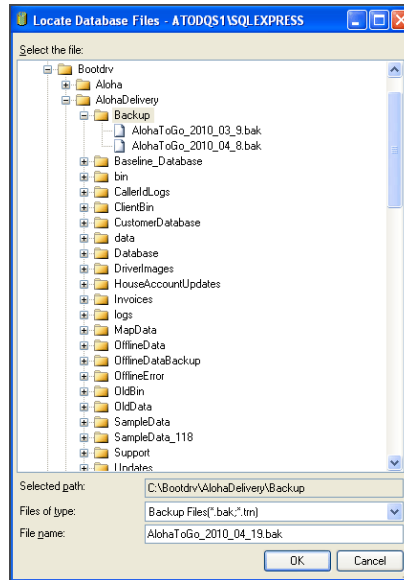 Locate Database Files - ATODQS1\SQLEXPRESS
Select the file:
Bootdrv
Aloha
AlohaDelivery
Backup
AlohaToGo_2010_03_9.bak
AlohaToGo_2010_04_8.bak
Baseline_Database
bin
CallerIdLogs
ClientBin
CustomerDatabase
data
Database
DriverImages
HouseAccountUpdates
Invoices
logs
MapData
OfflineData
OfflineDataBackup
OfflineError
OldBin
OldData
SampleData
SampleData_118
Support
Updates
Selected path: C:\Bootdrv\AlohaDelivery\Backup
Files of type: Backup Files(*.bak;*.trn)
File name: AlohaToGo_2010_04_19.bak
OK Cancel